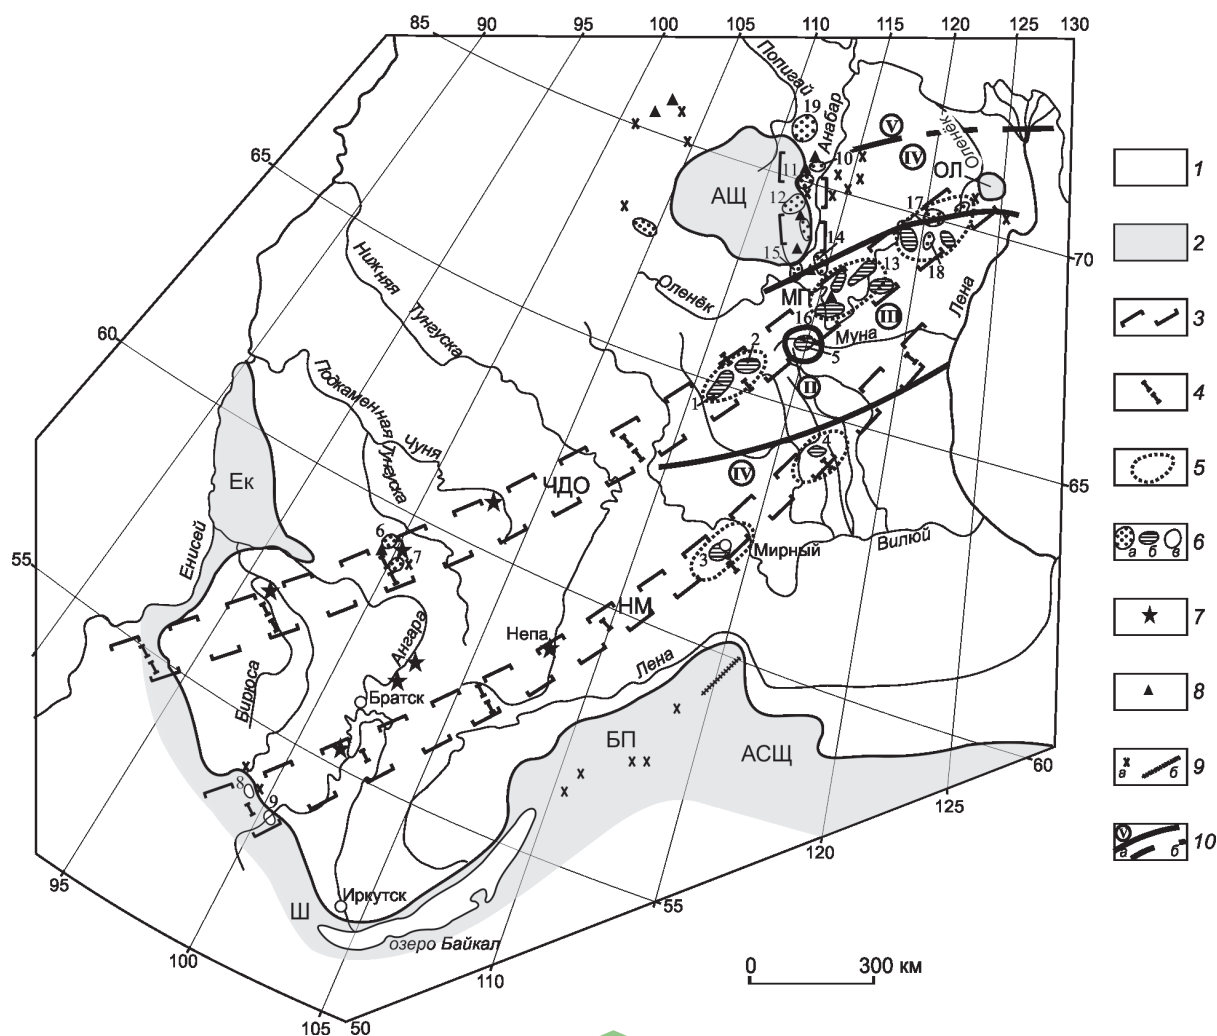 85
90
95
100
105
110
115
120
125
130
65
60
55
Попигай
Анабар
19
V
IV
Оленёк
ОЛ
10
11
12
АЩ
17
14
15
13
18
70
Нижняя
Тунгуска
Оленёк
МП
16
III
Лена
Муна
5
2
1
II
Подкаменная
Тунгуска
Чуня
4
Ек
ЧДО
IV
65
Енисей
6
7
3
Мирный
Вилюй
НМ
Ангара
Непа
Лена
Бирюса
Братск
БП
АСЩ
60
8
9
125
120
95
Иркутск
Ш
55
озеро Байкал
100
110
105
50
0
300 км
1
2
3
4
5
а
б
в
6
7
8
в
б
9
V
а
б
10